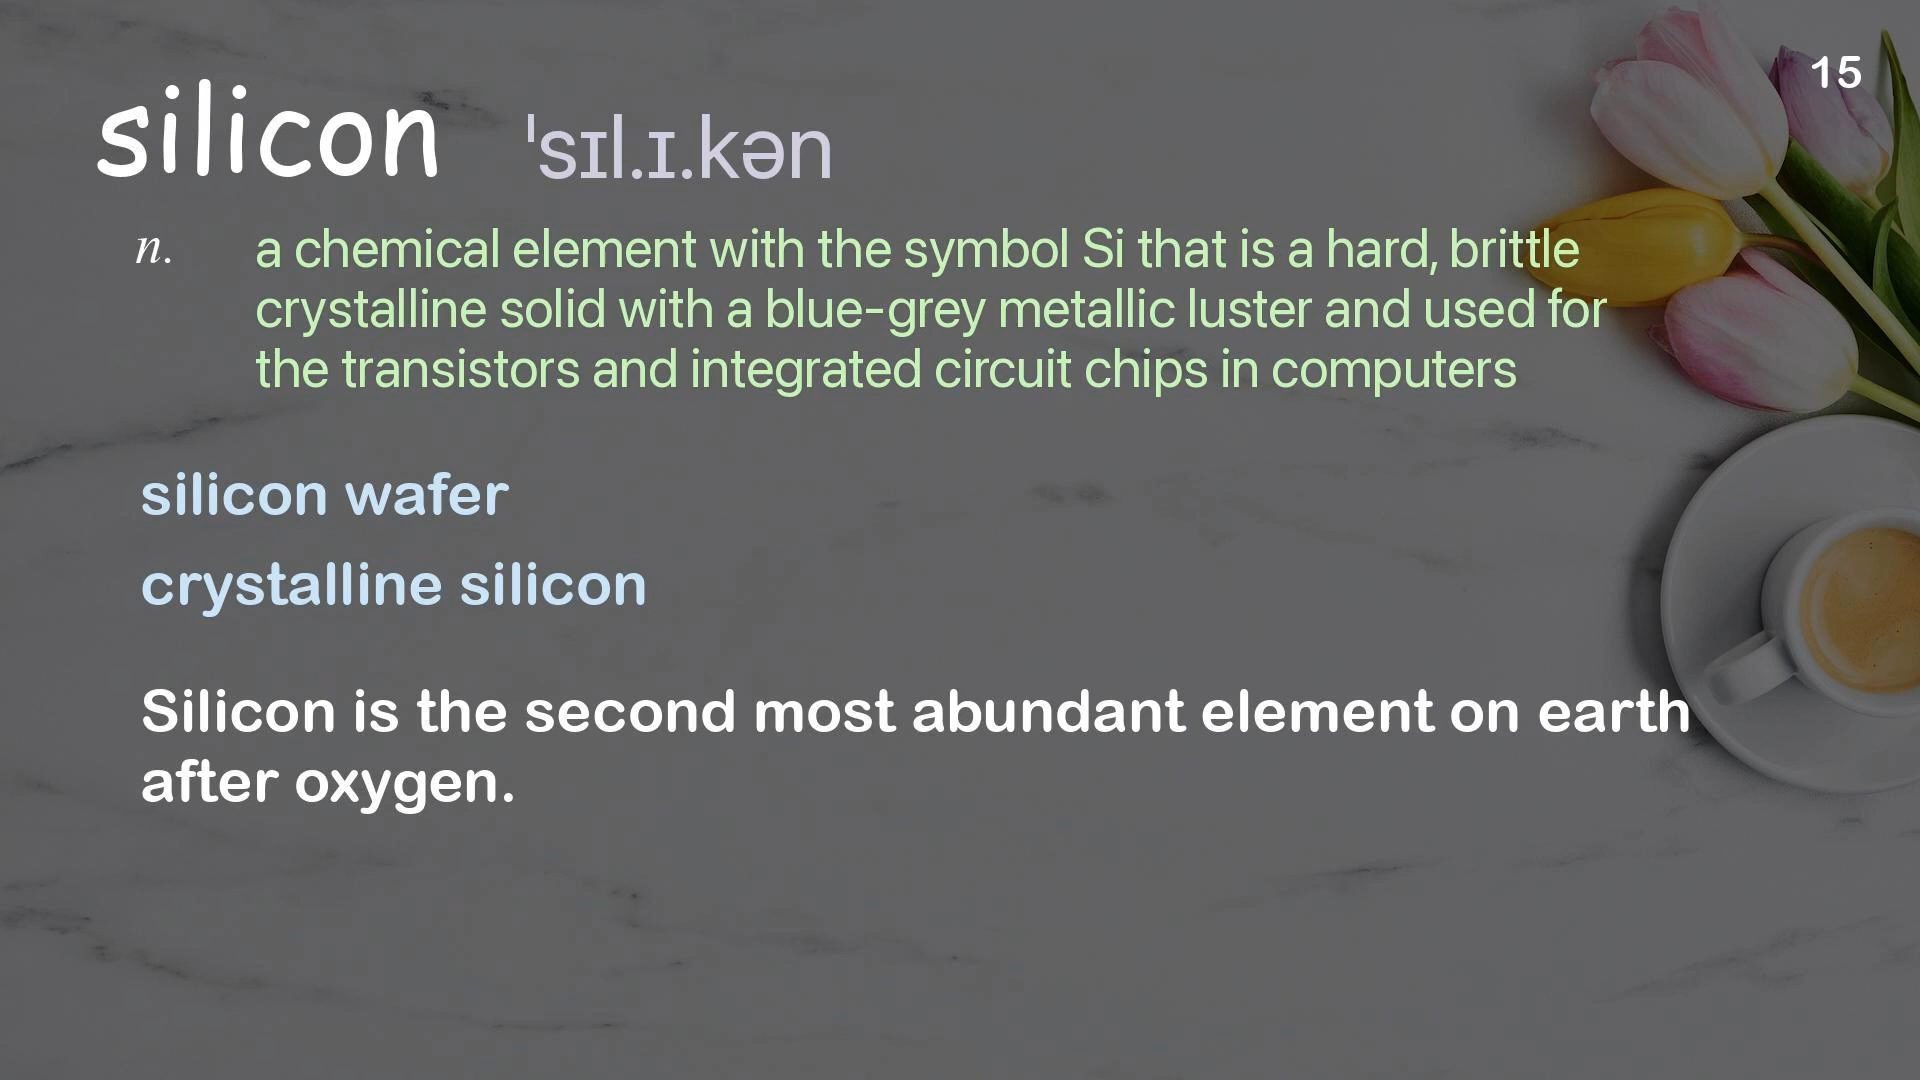 15
silicon ˈsɪl.ɪ.kən
n. a chemical element with the symbol Si that is a hard, brittle
crystalline solid with a blue-grey metallic luster and used for
the transistors and integrated circuit chips in computers
silicon wafer
crystalline silicon
Silicon is the second most abundant element on earth
after oxygen.